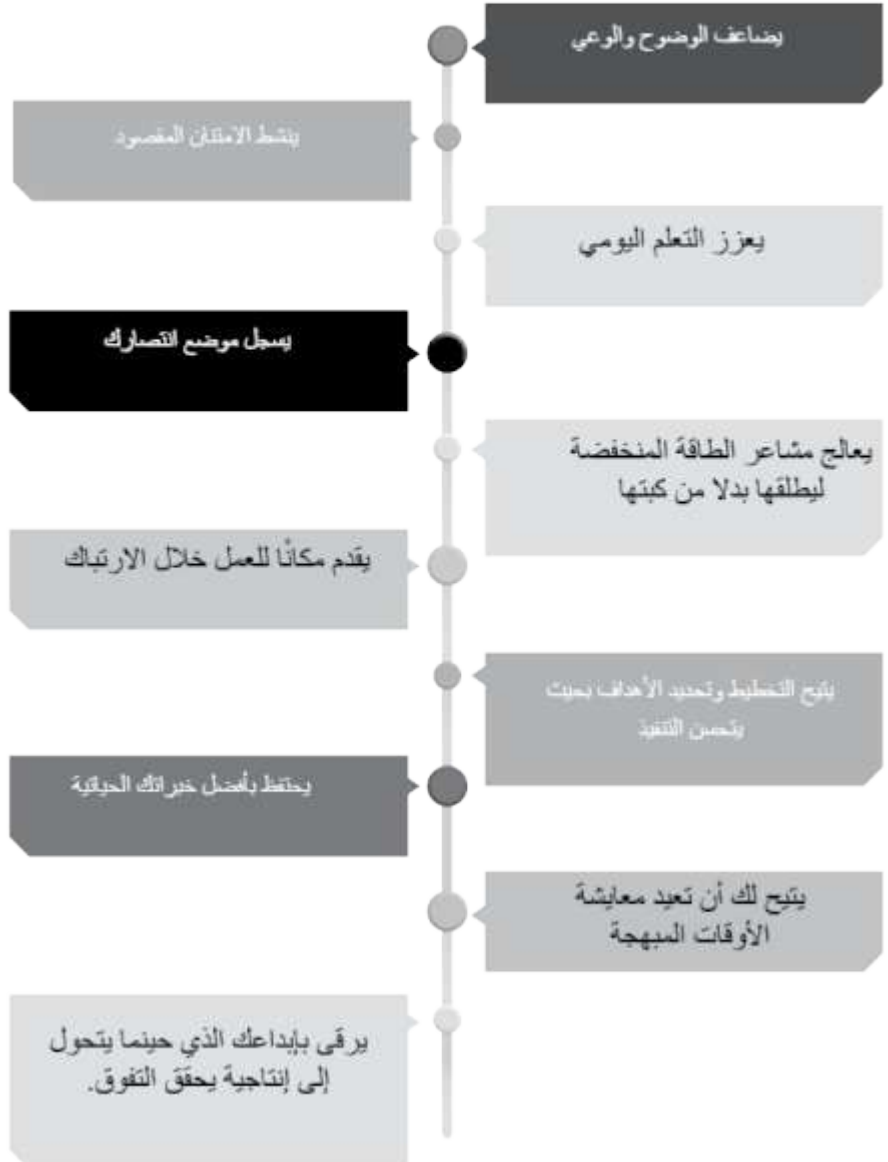 يضاعف الوضوح والوعي
ينشط الامتنان المقصود.
يعزز التعلم اليومي
يسجل موضع انتصارك
يعالج مشاعر الطاقة المنخفضة
ليطلقها بدلا من كبتها
يقدم مكانًا للعمل خلال الارتباك
يتيح التخطيط وتحديد الأهداف بحيث
يتحسن التنفيذ
يحتفظ بأفضل خبراتك الحياتية
يتيح لك أن تعيد معايشة
الأوقات المبهجة
يرقى بإبداعك الذي حينما يتحول
إلى إنتاجية يحقق التفوق.